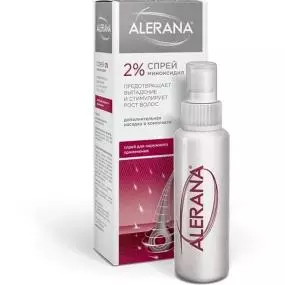 ALERANA®
2% СПРЕЙ
МИНОКСИДИЛ
ПРЕДОТВРАЩАЕТ
ВЫПАДЕНИЕ
И СТИМУЛИРУЕТ
РОСТ ВОЛОС
дополнительная
насадка в комплекте
спрей для наружного
применения
ALERANA